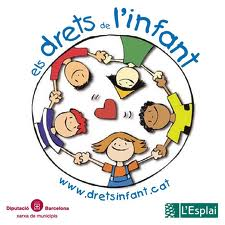 els drets de l'infant
www.dretsinfant.cat
Diputació
Barcelona
xarxa de municipis
L'Esplai